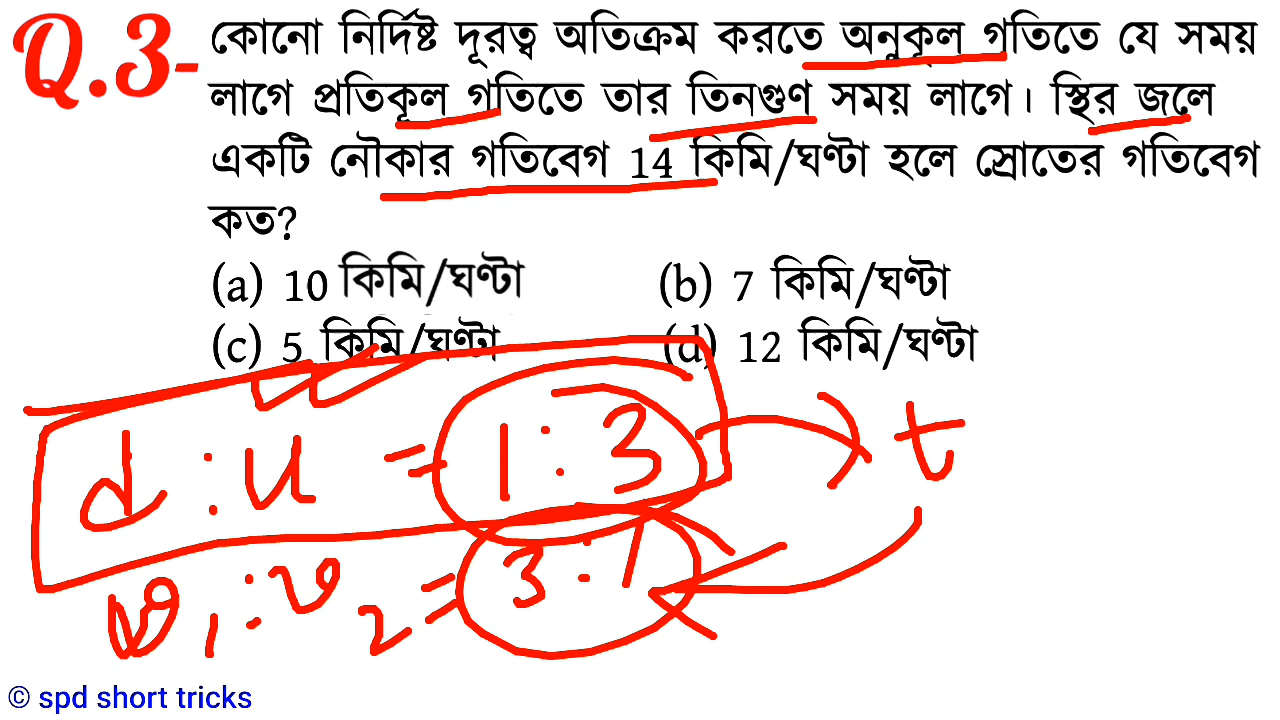 Q.3- কোনো নির্দিষ্ট দূরত্ব অতিক্রম করতে অনুকূল গতিতে যে সময়
লাগে প্রতিকূল গতিতে তার তিনগুণ সময় লাগে। স্থির জলে
একটি নৌকার গতিবেগ 14 কিমি/ঘণ্টা হলে স্রোতের গতিবেগ
কত?
(a) 10 কিমি/ঘণ্টা (b) 7 কিমি/ঘণ্টা
(c) 5 কিমি/ঘণ্টা (d) 12 কিমি/ঘণ্টা
d : u = 1 : 3 t
v1 : v2 = 3 : 1
© spd short tricks